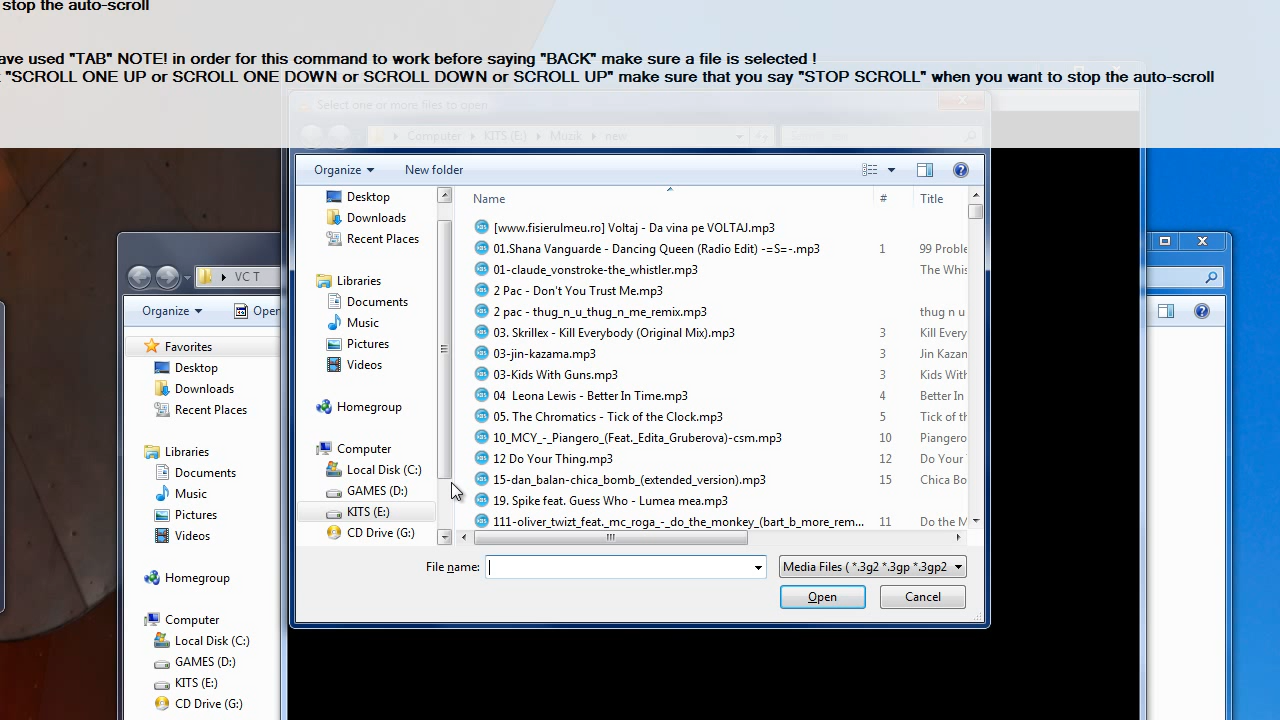 stop the auto-scroll
ave used "TAB" NOTE! in order for this command to work before saying "BACK" make sure a file is selected !
"SCROLL ONE UP or SCROLL ONE DOWN or SCROLL DOWN or SCROLL UP" make sure that you say "STOP SCROLL" when you want to stop the auto-scroll
Select one or more files to open
Computer KITS (E:) Muzik new
Organize New folder
Name # Title
Desktop
Downloads
Recent Places
Libraries
Documents
Music
Pictures
Videos
Homegroup
Computer
Local Disk (C:)
GAMES (D:)
KITS (E:)
CD Drive (G:)
[www.fisierulmeu.ro] Voltaj - Da vina pe VOLTAJ.mp3
01.Shana Vanguarde - Dancing Queen (Radio Edit) -=S=-.mp3 1 99 Proble
01-claude_vonstroke-the_whistler.mp3 The Whis
2 Pac - Don't You Trust Me.mp3
2 pac - thug_n_u_thug_n_me_remix.mp3 thug n u
03. Skrillex - Kill Everybody (Original Mix).mp3 3 Kill Every
03-jin-kazama.mp3 3 Jin Kazan
03-Kids With Guns.mp3 3 Kids With
04 Leona Lewis - Better In Time.mp3 4 Better In
05. The Chromatics - Tick of the Clock.mp3 5 Tick of th
10_MCY_-_Piangero_(Feat._Edita_Gruberova)-csm.mp3 10 Piangero
12 Do Your Thing.mp3 12 Do Your
15-dan_balan-chica_bomb_(extended_version).mp3 15 Chica Bo
19. Spike feat. Guess Who - Lumea mea.mp3
111-oliver_twizt_feat._mc_roga_-_do_the_monkey_(bart_b_more_rem... 11 Do the M
File name: Media Files ( *.3g2 *.3gp *.3gp2
Open Cancel
VC T
Organize Open
Favorites
Desktop
Downloads
Recent Places
Libraries
Documents
Music
Pictures
Videos
Homegroup
Computer
Local Disk (C:)
GAMES (D:)
KITS (E:)
CD Drive (G:)